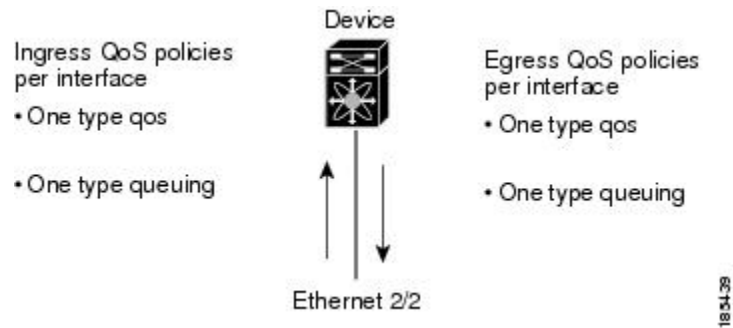 Device
Ingress QoS policies
per interface
• One type qos
• One type queuing
Egress QoS policies
per interface
• One type qos
• One type queuing
Ethernet 2/2
185439